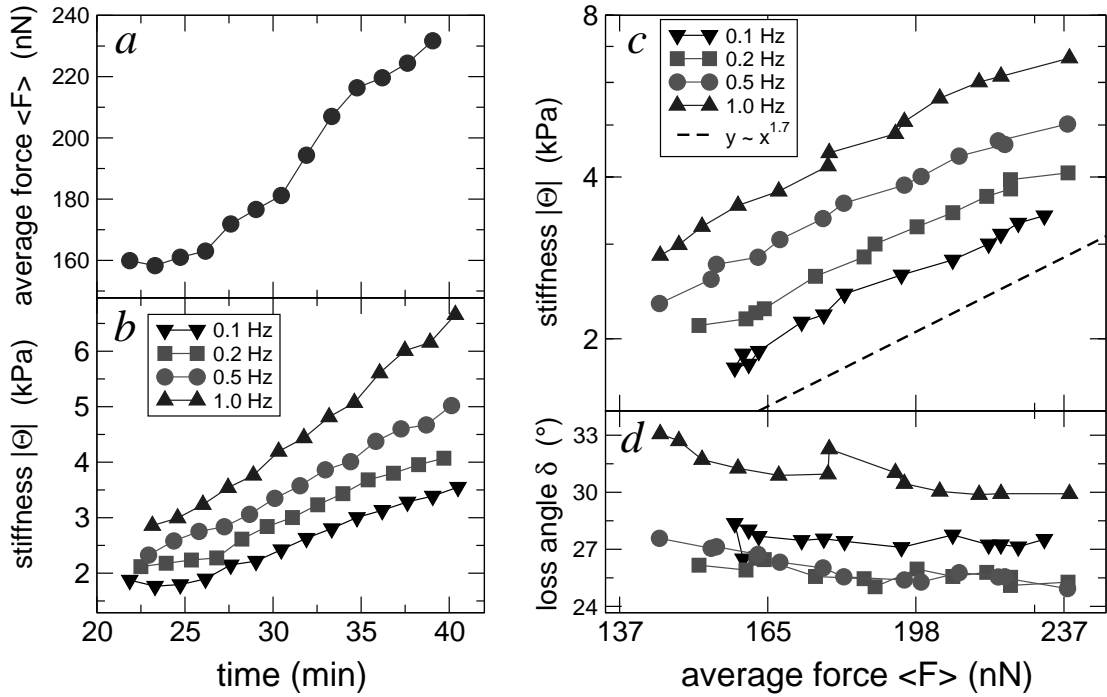 a
average force <F> (nN)
240
220
200
180
160
b
stiffness |Θ| (kPa)
6
5
4
3
2
0.1 Hz
0.2 Hz
0.5 Hz
1.0 Hz
20 25 30 35 40
time (min)
c
stiffness |Θ| (kPa)
8
4
2
0.1 Hz
0.2 Hz
0.5 Hz
1.0 Hz
y ~ x^1.7
d
loss angle δ (°)
33
30
27
24
137 165 198 237
average force <F> (nN)